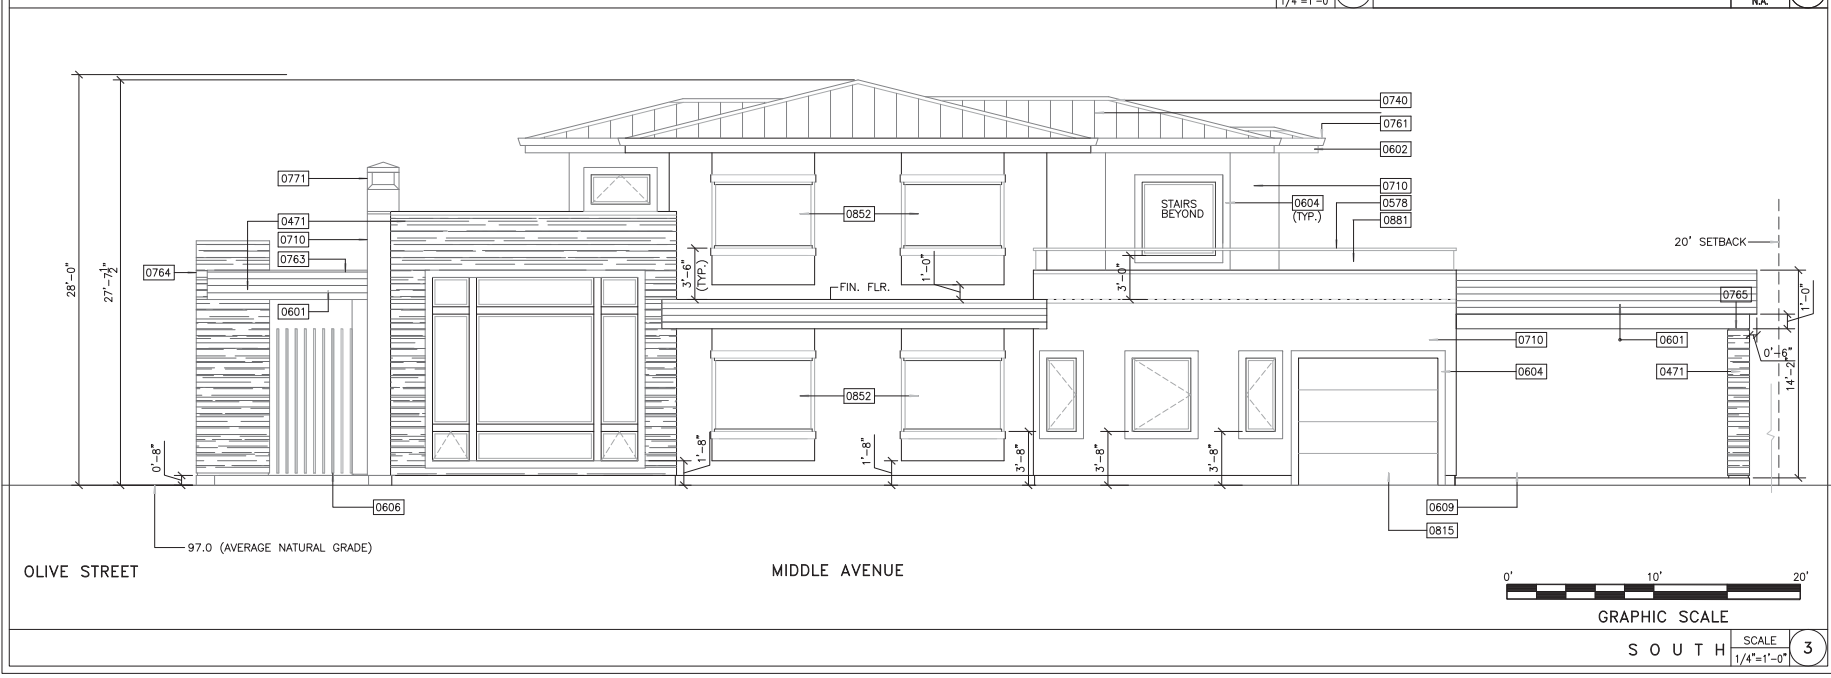 1/4"=1'-0"
N.A.
28'-0"
27'-7 1/2"
0740
0761
0602
0771
0710
0604
(TYP.)
0578
0881
STAIRS
BEYOND
0852
0471
0710
0763
0764
0601
3'-6"
(TYP.)
1'-0"
FIN. FLR.
3'-0"
20' SETBACK
0765
1'-0"
0710
0601
0'-6"
0604
0471
14'-2"
0852
0'-8"
1'-8"
1'-8"
3'-8"
3'-8"
3'-8"
0606
0609
0815
97.0 (AVERAGE NATURAL GRADE)
OLIVE STREET
MIDDLE AVENUE
0' 10' 20'
GRAPHIC SCALE
SOUTH
SCALE
1/4"=1'-0"
3